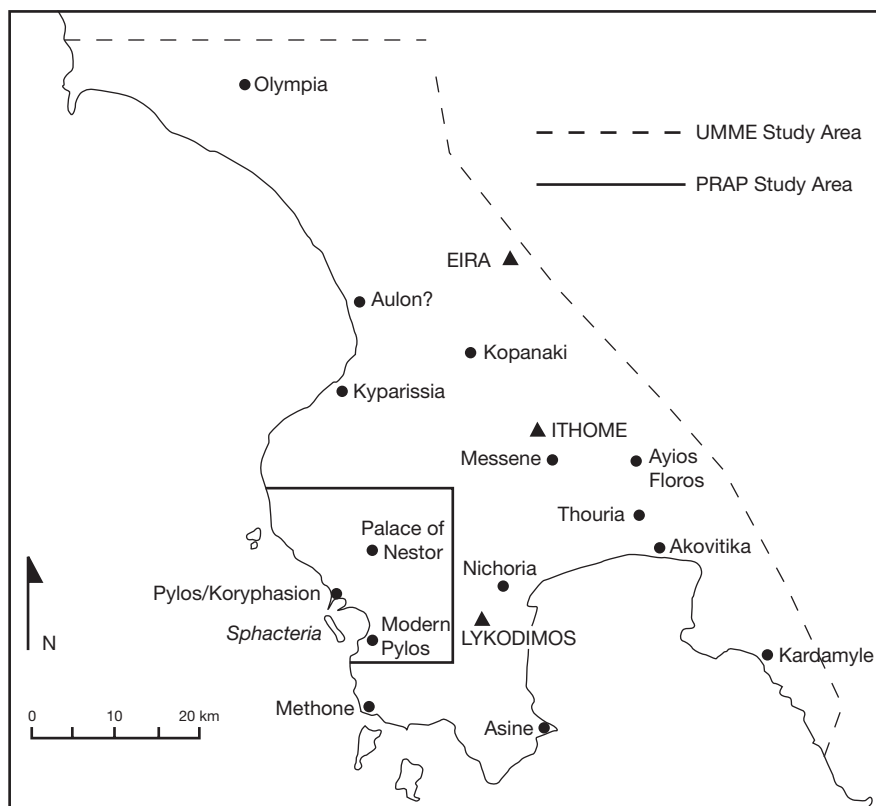 Olympia
UMME Study Area
PRAP Study Area
EIRA
Aulon?
Kopanaki
Kyparissia
ITHOME
Messene
Ayios
Floros
Thouria
Palace of
Nestor
Akovitika
Nichoria
Pylos/Koryphasion
Sphacteria
Modern
Pylos
LYKODIMOS
N
Kardamyle
Methone
Asine
0 10 20 km